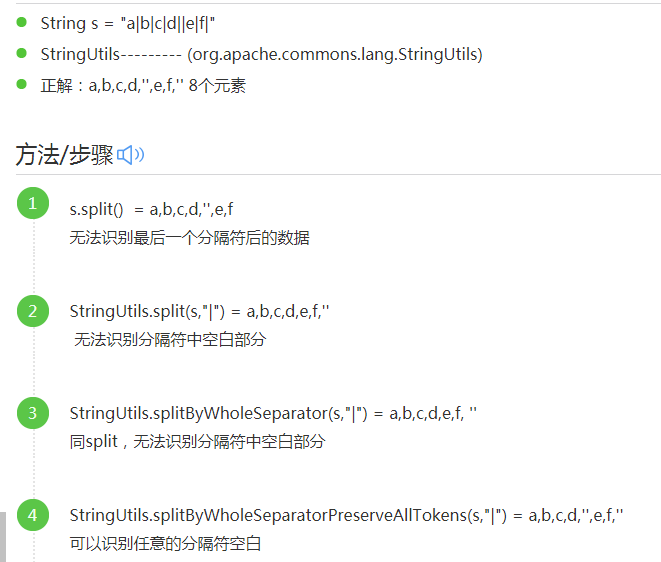 String s = "a|b|c|d||e|f|"
StringUtils--------- (org.apache.commons.lang.StringUtils)
正解：a,b,c,d,'',e,f,'' 8个元素
方法/步骤
1
s.split()  = a,b,c,d,'',e,f
无法识别最后一个分隔符后的数据
2
StringUtils.split(s,"|") = a,b,c,d,e,f,''
无法识别分隔符中空白部分
3
StringUtils.splitByWholeSeparator(s,"|") = a,b,c,d,e,f, ''
同split，无法识别分隔符中空白部分
4
StringUtils.splitByWholeSeparatorPreserveAllTokens(s,"|") = a,b,c,d,'',e,f,''
可以识别任意的分隔符空白